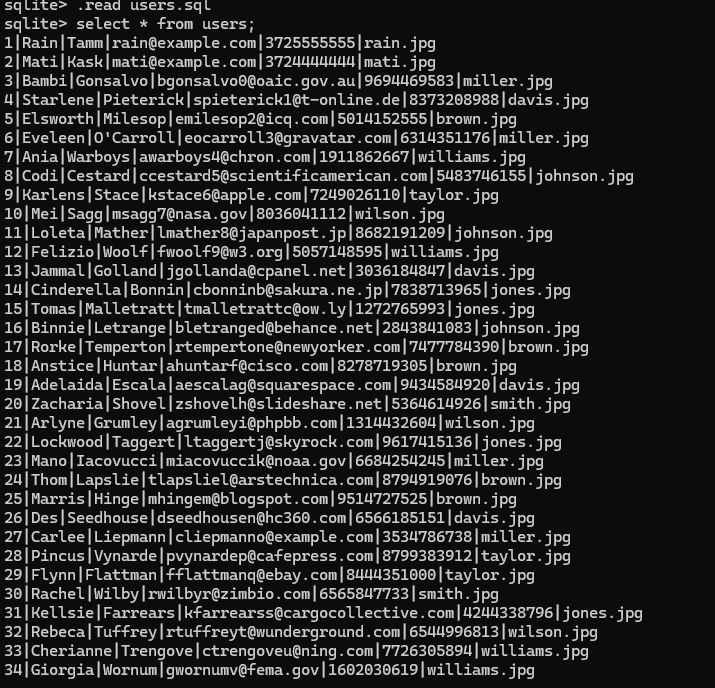 sqlite> .read users.sql
sqlite> select * from users;
1|Rain|Tamm|rain@example.com|3725555555|rain.jpg
2|Mati|Kask|mati@example.com|3724444444|mati.jpg
3|Bambi|Gonsalvo|bgonsalvo0@oaic.gov.au|9694469583|miller.jpg
4|Starlene|Pieterick|spieterick1@t-online.de|8373208988|davis.jpg
5|Elsworth|Milesop|emilesop2@icq.com|5014152555|brown.jpg
6|Eveleen|O'Carroll|eocarroll3@gravatar.com|6314351176|miller.jpg
7|Ania|Warboys|awarboys4@chron.com|1911862667|williams.jpg
8|Codi|Cestard|ccestard5@scientificamerican.com|5483746155|johnson.jpg
9|Karlens|Stace|kstace6@apple.com|7249026110|taylor.jpg
10|Mei|Sagg|msagg7@nasa.gov|8036041112|wilson.jpg
11|Loleta|Mather|lmather8@japanpost.jp|8682191209|johnson.jpg
12|Felizio|Woolf|fwoolf9@w3.org|5057148595|williams.jpg
13|Jammal|Golland|jgollanda@cpanel.net|3036184847|davis.jpg
14|Cinderella|Bonnin|cbonninb@sakura.ne.jp|7838713965|jones.jpg
15|Tomas|Malletratt|tmalletrattc@ow.ly|1272765993|jones.jpg
16|Binnie|Letrange|bletranged@behance.net|2843841083|johnson.jpg
17|Rorke|Temperton|rtempertone@newyorker.com|7477784390|brown.jpg
18|Anstice|Huntar|ahuntarf@cisco.com|8278719305|brown.jpg
19|Adelaida|Escala|aescalag@squarespace.com|9434584920|davis.jpg
20|Zacharia|Shovel|zshovelh@slideshare.net|5364614926|smith.jpg
21|Arlyne|Grumley|agrumleyi@phpbb.com|1314432604|wilson.jpg
22|Lockwood|Taggert|ltaggertj@skyrock.com|9617415136|jones.jpg
23|Mano|Iacovucci|miacovuccik@noaa.gov|6684254245|miller.jpg
24|Thom|Lapslie|tlapsliel@arstechnica.com|8794919076|brown.jpg
25|Marris|Hinge|mhingem@blogspot.com|9514727525|brown.jpg
26|Des|Seedhouse|dseedhousen@hc360.com|6566185151|davis.jpg
27|Carlee|Liepmann|cliepmanno@example.com|3534786738|miller.jpg
28|Pincus|Vynarde|pvynardep@cafepress.com|8799383912|taylor.jpg
29|Flynn|Flattman|fflattmanq@ebay.com|8444351000|taylor.jpg
30|Rachel|Wilby|rwilbyr@zimbio.com|6565847733|smith.jpg
31|Kellsie|Farrears|kfarrearss@cargocollective.com|4244338796|jones.jpg
32|Rebeca|Tuffrey|rtuffreyt@wunderground.com|6544996813|wilson.jpg
33|Cherianne|Trengove|ctrengoveu@ning.com|7726305894|williams.jpg
34|Giorgia|Wornum|gwornumv@fema.gov|1602030619|williams.jpg